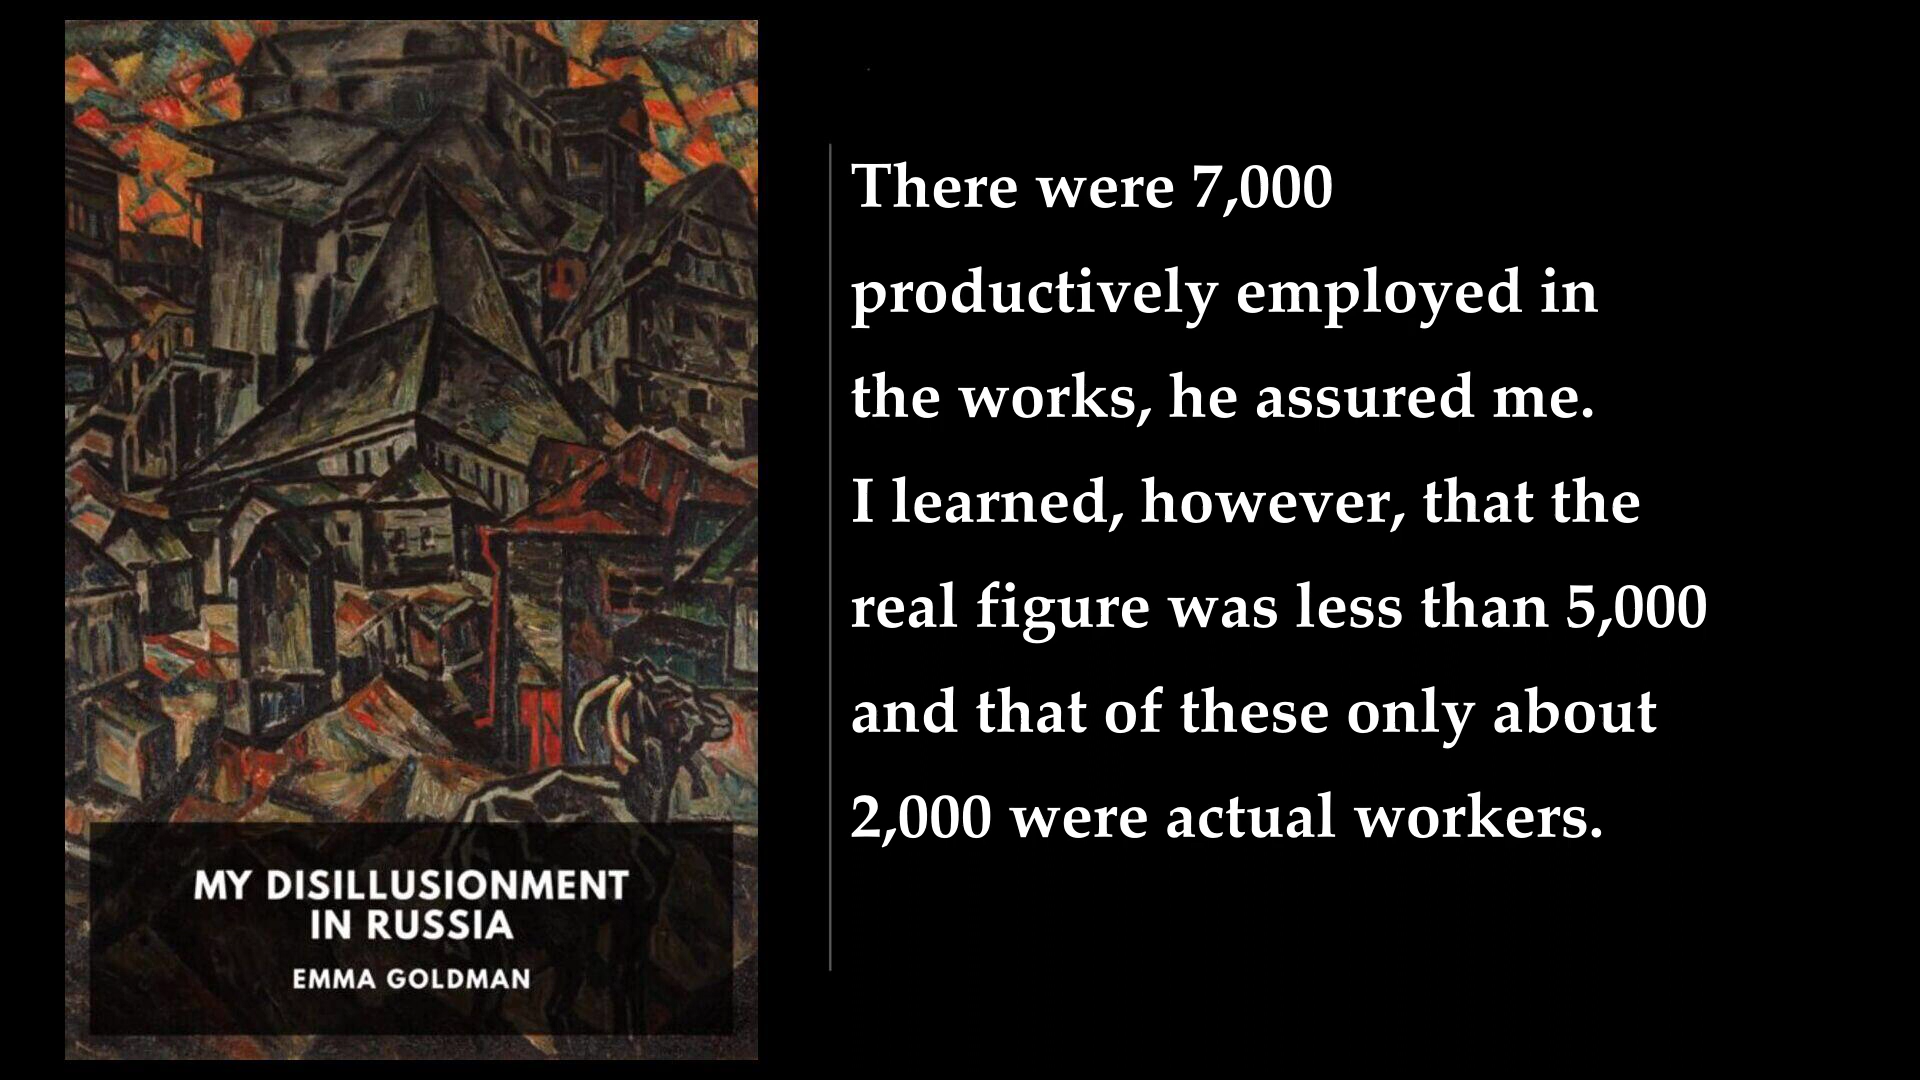 MY DISILLUSIONMENT
IN RUSSIA
EMMA GOLDMAN
There were 7,000
productively employed in
the works, he assured me.
I learned, however, that the
real figure was less than 5,000
and that of these only about
2,000 were actual workers.